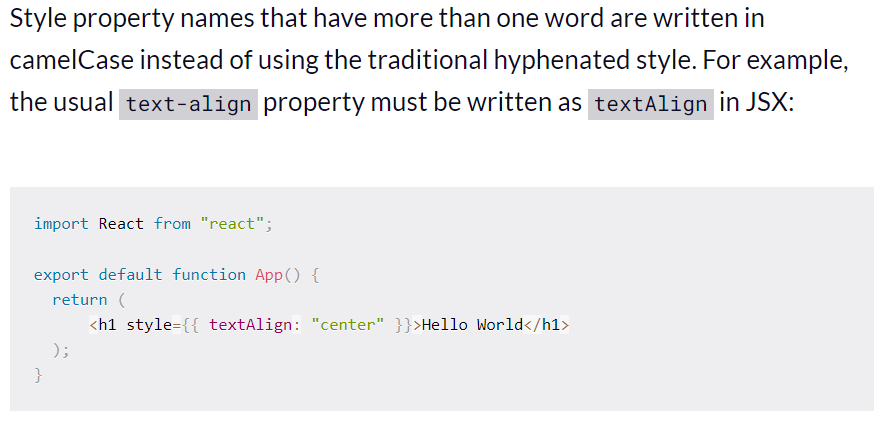 Style property names that have more than one word are written in
camelCase instead of using the traditional hyphenated style. For example,
the usual text-align property must be written as textAlign in JSX:
import React from "react";
export default function App() {
return (
<h1 style={{ textAlign: "center" }}>Hello World</h1>
);
}